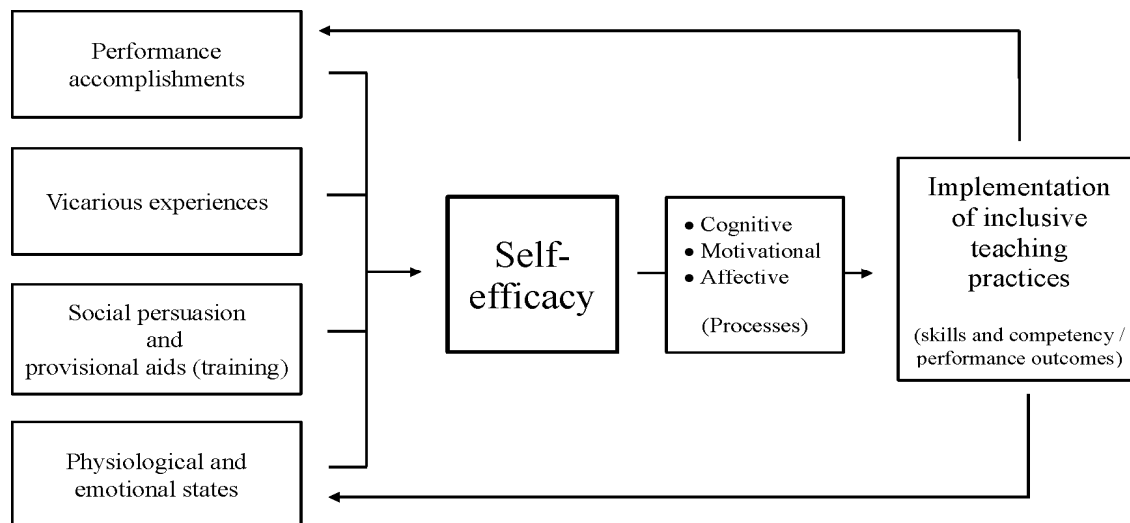 Performance
accomplishments
Vicarious experiences
Social persuasion
and
provisional aids (training)
Physiological and
emotional states
Self-
efficacy
● Cognitive
● Motivational
● Affective
(Processes)
Implementation
of inclusive
teaching
practices
(skills and competency /
performance outcomes)